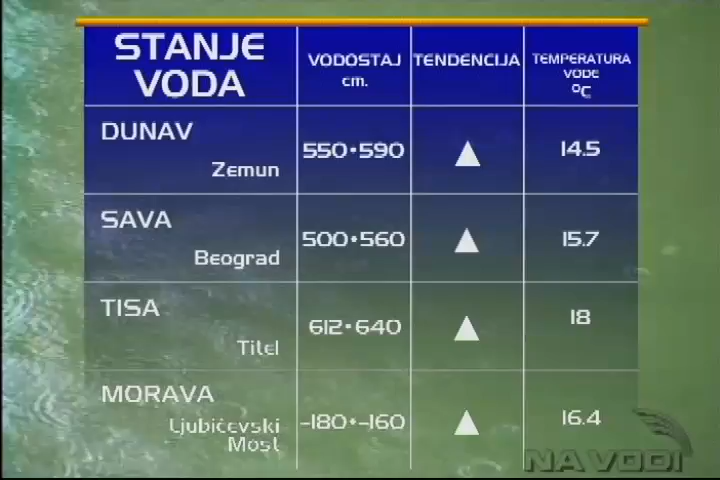 STANJE
VODA
VODOSTAJ
cm.
TENDENCIJA
TEMPERATURA
VODE
°C
DUNAV
Zemun
550•590
14.5
SAVA
Beograd
500•560
15.7
TISA
Titel
612•640
18
MORAVA
Ljubičevski
Most
-180•-160
16.4
NA VODI